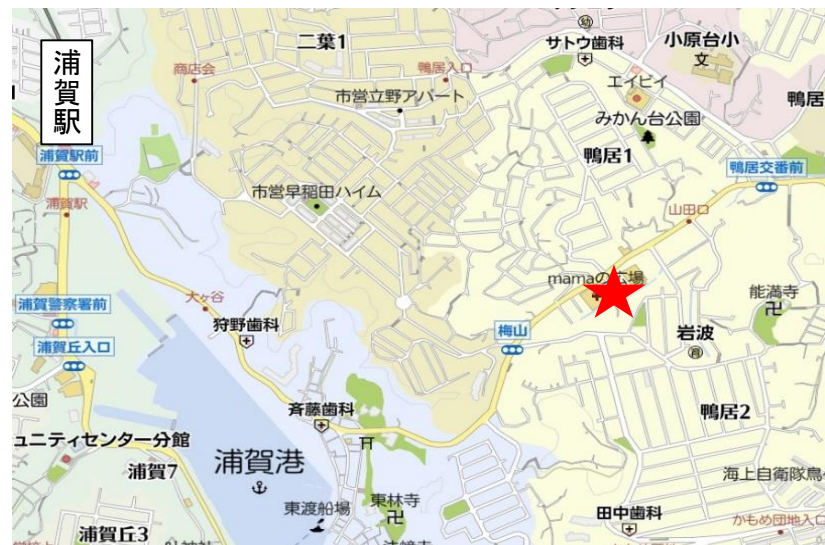 浦賀駅
二葉1
商店会
鴨居入口
市営立野アパート
サトウ歯科
小原台小
文
幼
エイビイ
みかん台公園
鴨居
鴨居1
鴨居交番前
浦賀駅前
浦賀駅
市営早稲田ハイム
山田口
mamaの広場
能満寺
浦賀警察署前
大ヶ谷
狩野歯科
梅山
岩波
浦賀丘入口
公園
斉藤歯科
鴨居2
ュニティセンター分館
浦賀7
浦賀港
海上自衛隊鳥
東渡船場
東林寺
田中歯科
かもめ団地入口
浦賀丘3